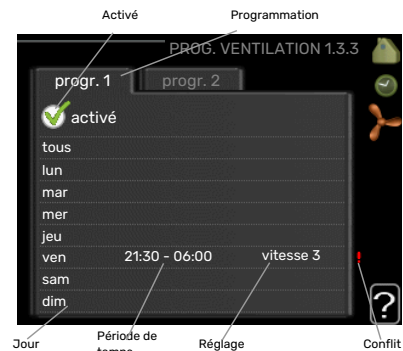 Activé Programmation
PROG. VENTILATION 1.3.3
progr. 1 progr. 2
activé
tous
lun
mar
mer
jeu
ven 21:30 - 06:00 vitesse 3 !
sam
dim
?
Jour Période de Réglage Conflit